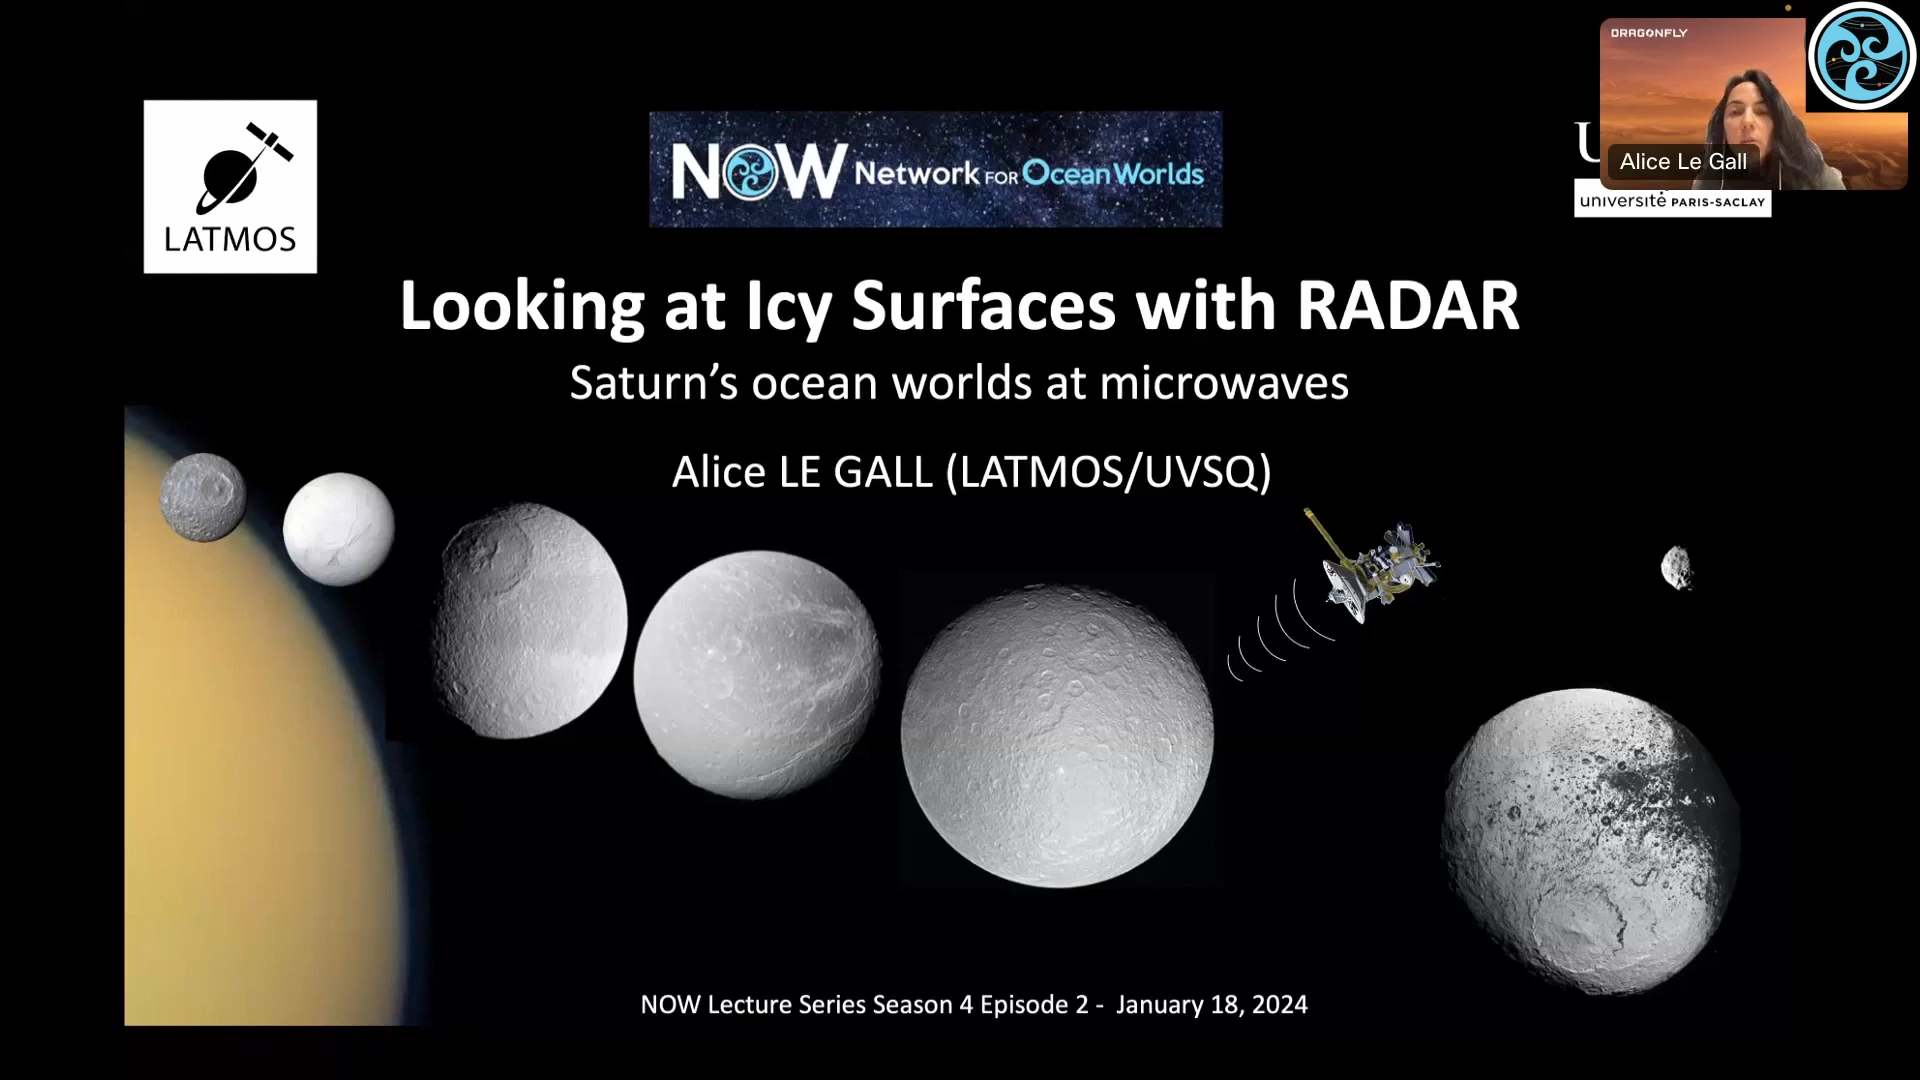 DRAGONFLY
Alice Le Gall
LATMOS
NOW Network FOR Ocean Worlds
U
université PARIS-SACLAY
Looking at Icy Surfaces with RADAR
Saturn's ocean worlds at microwaves
Alice LE GALL (LATMOS/UVSQ)
NOW Lecture Series Season 4 Episode 2 - January 18, 2024